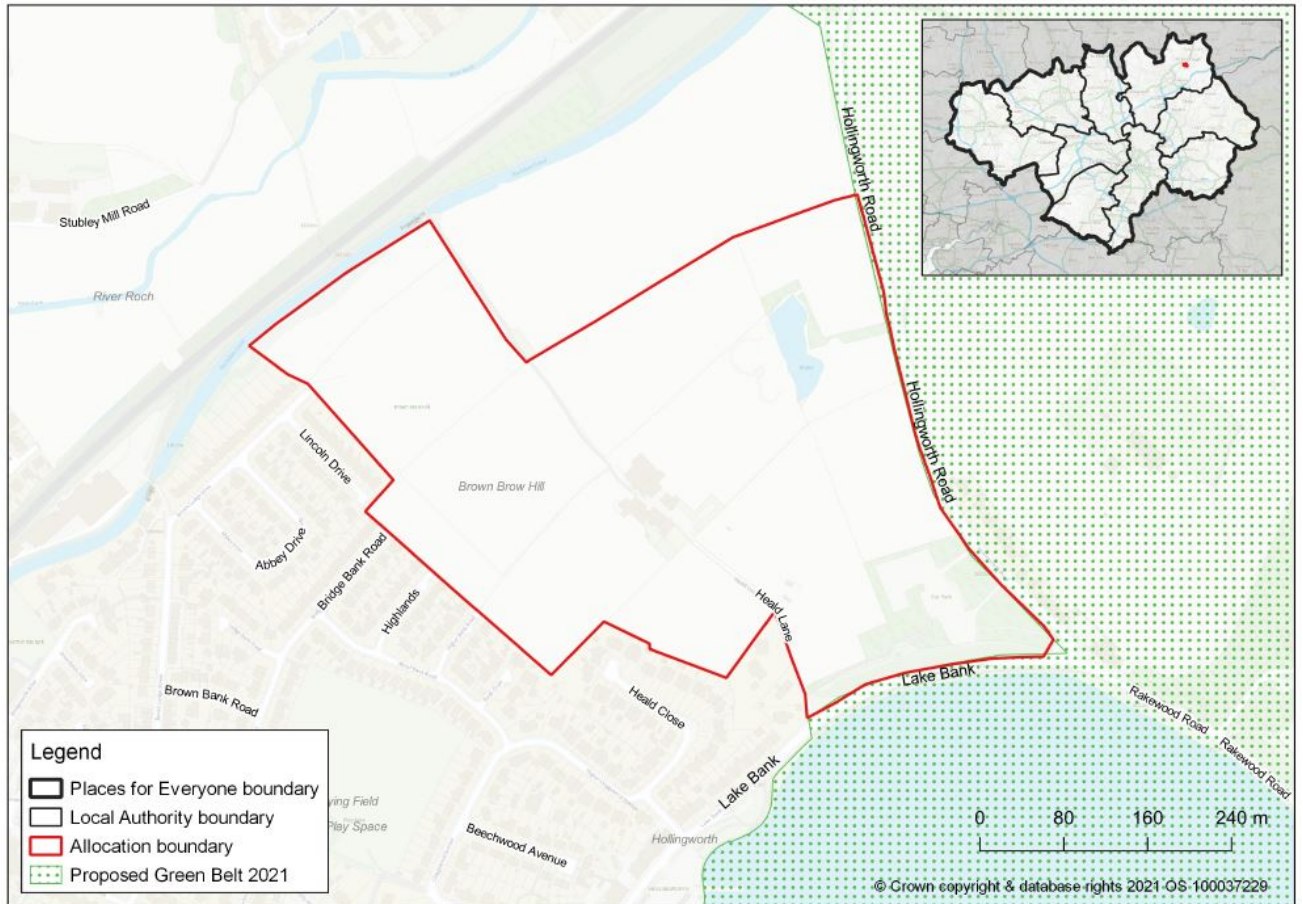 Hollingworth Road
Stubley Mill Road
River Roch
Hollingworth Road
Lincoln Drive
Brown Brow Hill
Abbey Drive
Bridge Bank Road
Highlands
Heald Lane
Lake Bank
Brown Bank Road
Heald Close
Rakewood Road
Rakewood Road
Lake Bank
ying Field
Play Space
Beechwood Avenue
Hollingworth
Legend
Places for Everyone boundary
Local Authority boundary
Allocation boundary
Proposed Green Belt 2021
0 80 160 240 m
© Crown copyright & database rights 2021 OS 100037229